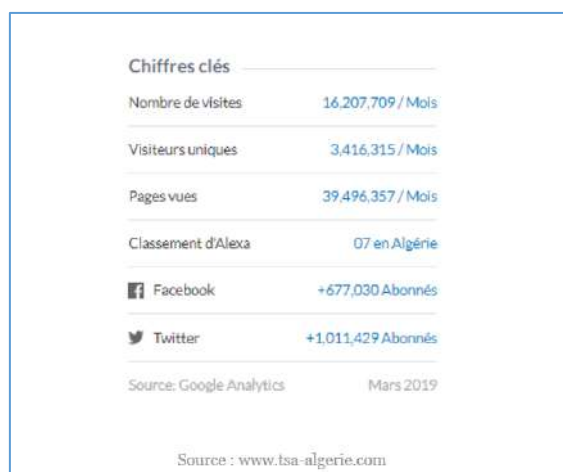 Chiffres clés
Nombre de visites 16,207,709 / Mois
Visiteurs uniques 3,416,315 / Mois
Pages vues 39,496,357 / Mois
Classement d'Alexa 07 en Algérie
Facebook +677,030 Abonnés
Twitter +1,011,429 Abonnés
Source: Google Analytics Mars 2019
Source : www.tsa-algerie.com